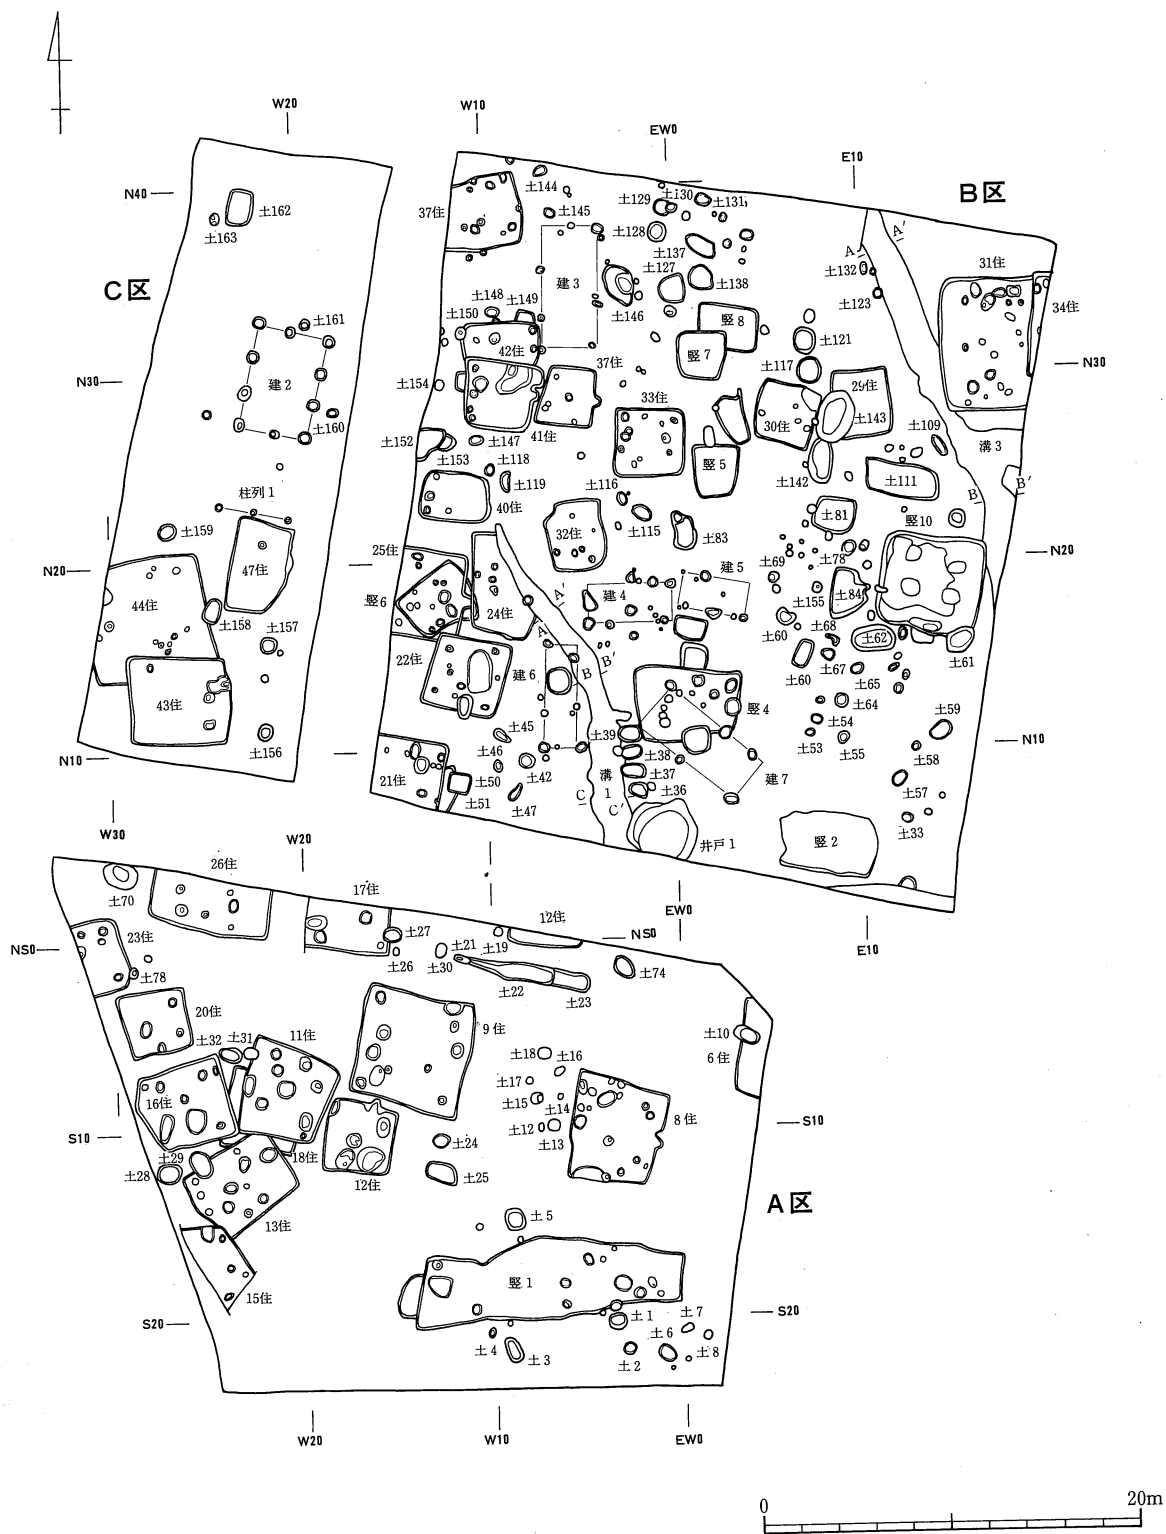 W20
W10
EW0
E10
B区
N40
土162
土163
C区
37住
土144
土145
土129
土130
土131
土128
土137
土127
土138
建3
土146
A
A'
土132
土123
31住
34住
土148
土149
土150
42住
竪8
竪7
土121
土117
N30
土161
建2
土160
N30
土154
37住
33住
41住
30住
29住
土143
土109
溝3
土152
土153
土147
土118
土119
40住
土116
土115
竪5
土142
土111
B
B'
柱列1
土159
47住
32住
土83
土81
竪10
N20
N20
44住
土158
土157
25住
竪6
24住
A'
A
建4
建5
土69
土78
土155
土84
土60
土68
土62
土61
22住
建6
B
B'
土60
土67
土65
43住
土45
竪4
土64
土54
土53
土55
土59
土58
N10
N10
土156
21住
土46
土50
土51
土42
土47
土39
土38
土37
土36
溝1
C
C'
建7
土57
土33
井戸1
竪2
W30
W20
EW0
E10
26住
17住
12住
土70
NS0
NS0
23住
土78
土27
土26
土21
土30
土19
土22
土23
土74
20住
土32
土31
11住
9住
土10
6住
16住
土18
土16
土17
土15
土14
土12
土13
8住
S10
S10
土29
土28
18住
12住
土24
土25
13住
A区
土5
15住
竪1
S20
S20
土1
土7
土6
土8
土4
土3
土2
W20
W10
EW0
0
20m